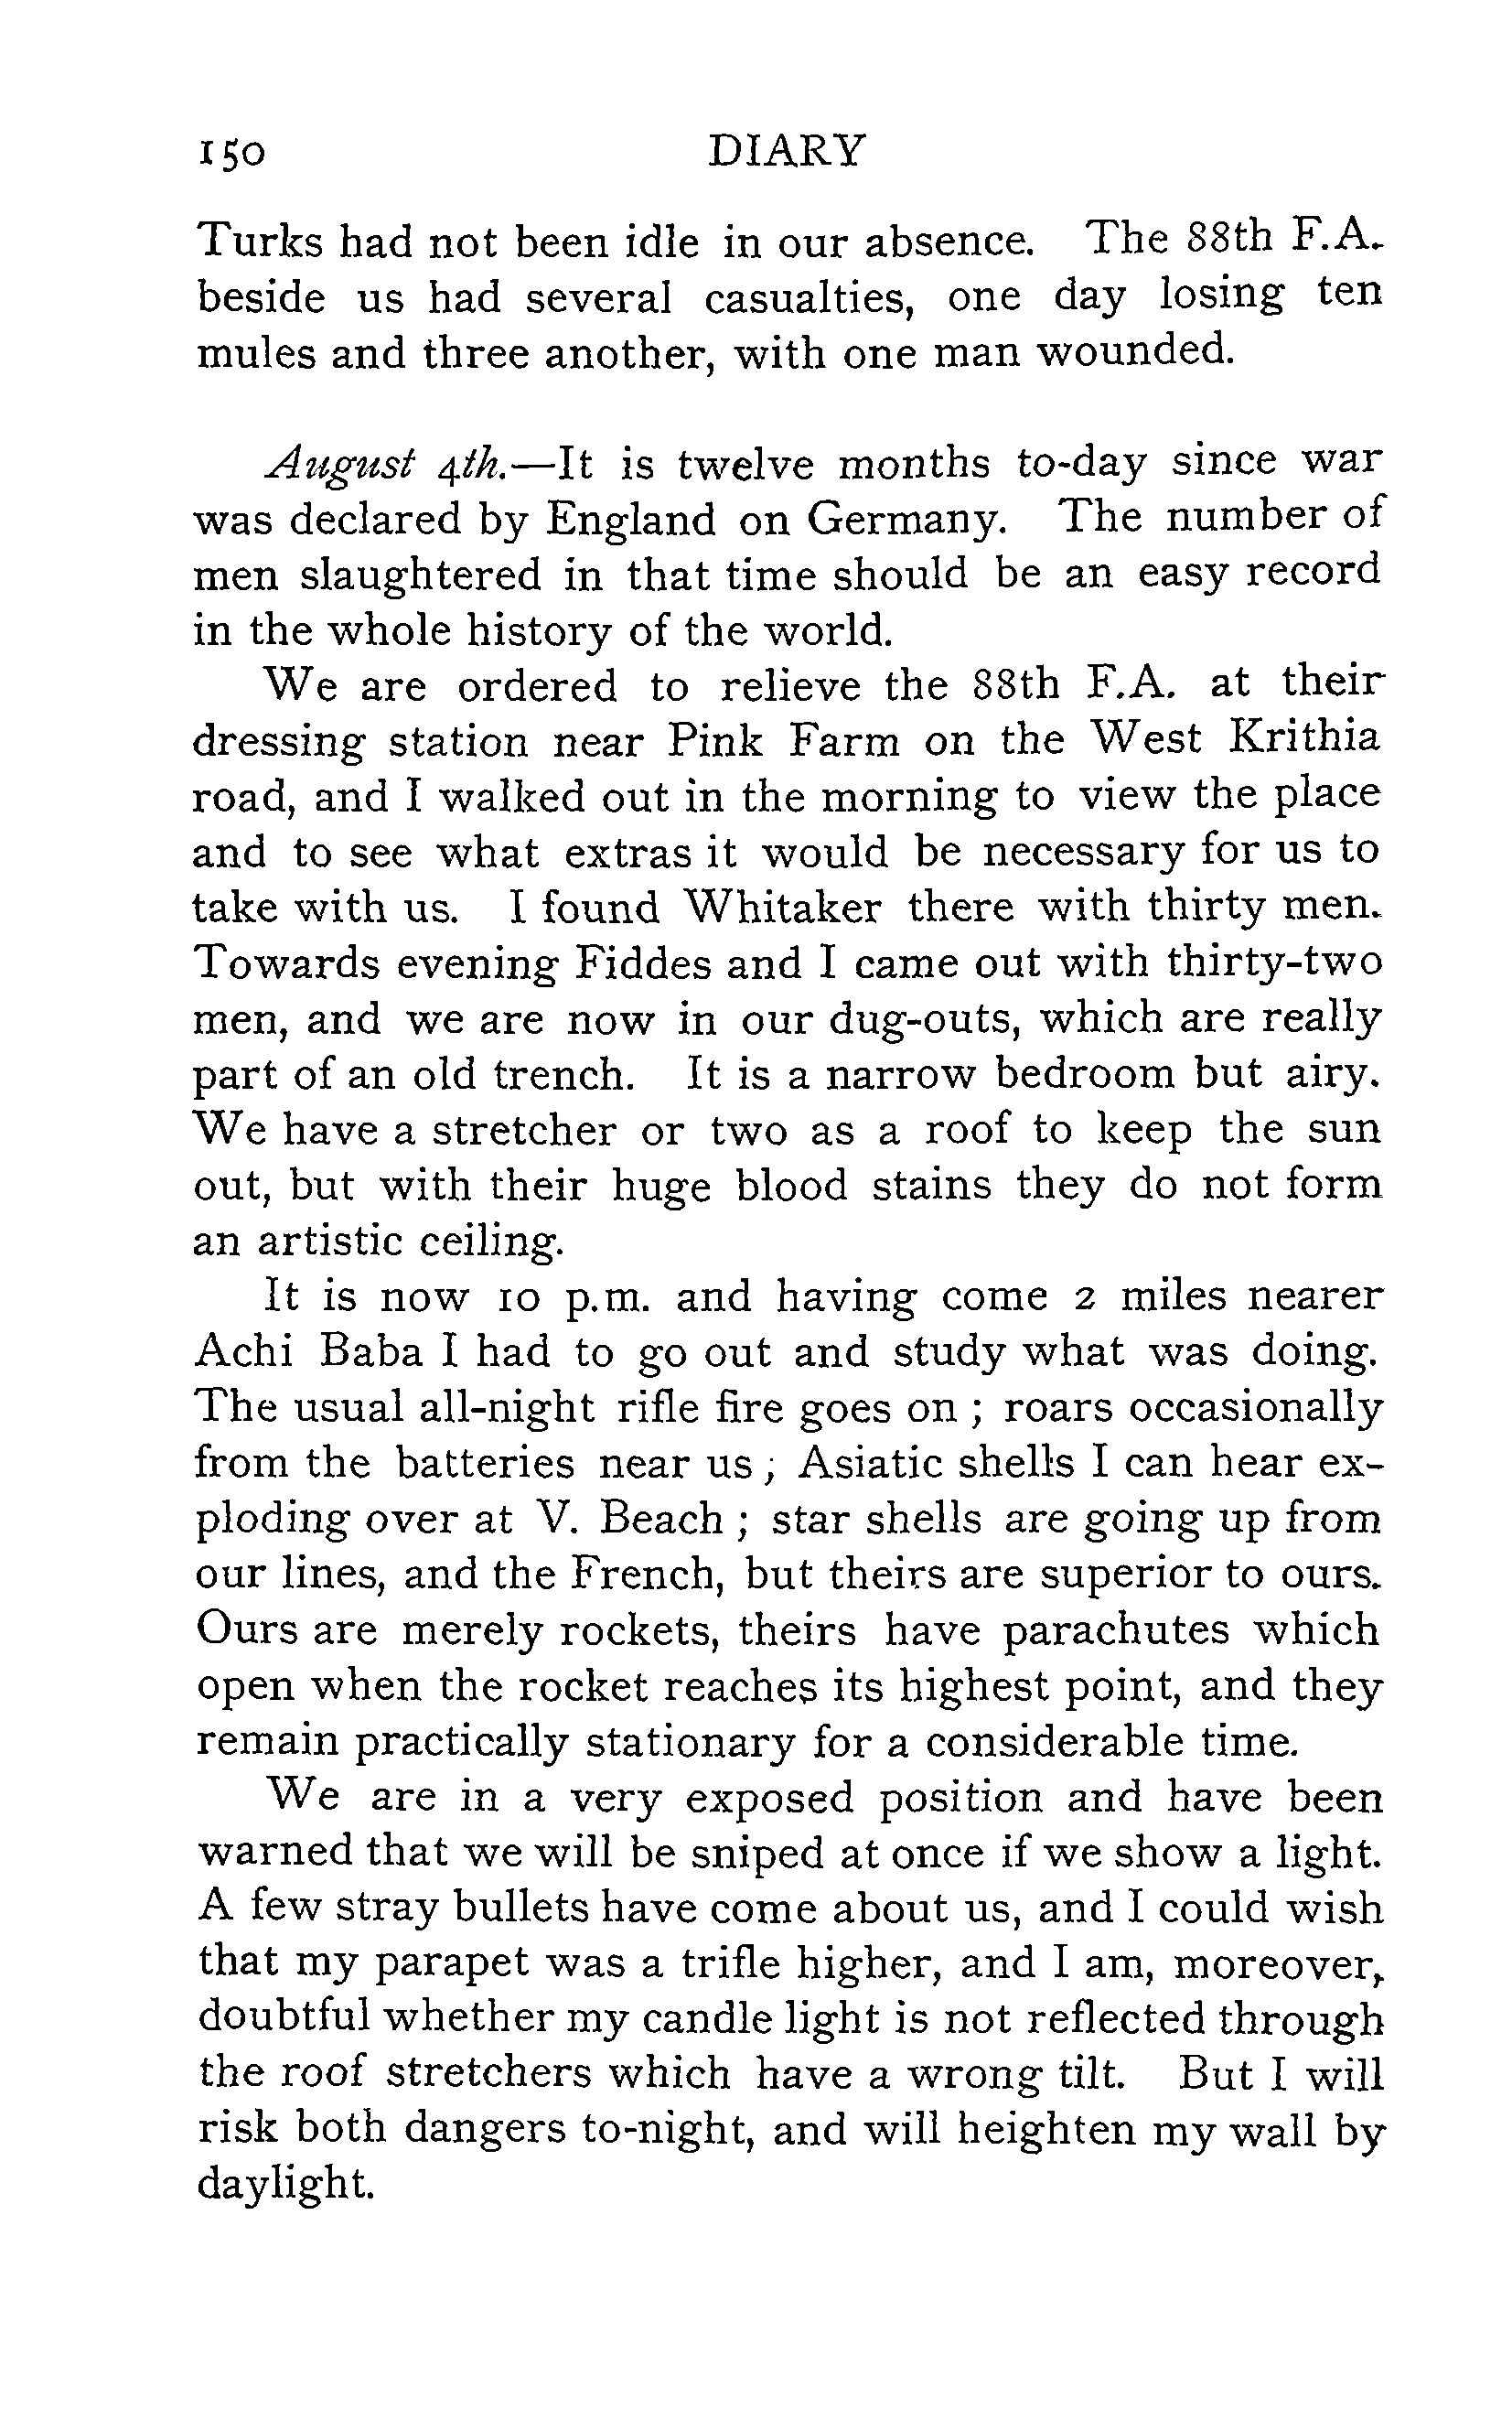 150 DIARY
Turks had not been idle in our absence. The 88th F.A.
beside us had several casualties, one day losing ten
mules and three another, with one man wounded.
August 4th.—It is twelve months to-day since war
was declared by England on Germany. The number of
men slaughtered in that time should be an easy record
in the whole history of the world.
We are ordered to relieve the 88th F.A. at their
dressing station near Pink Farm on the West Krithia
road, and I walked out in the morning to view the place
and to see what extras it would be necessary for us to
take with us. I found Whitaker there with thirty men.
Towards evening Fiddes and I came out with thirty-two
men, and we are now in our dug-outs, which are really
part of an old trench. It is a narrow bedroom but airy.
We have a stretcher or two as a roof to keep the sun
out, but with their huge blood stains they do not form
an artistic ceiling.
It is now 10 p.m. and having come 2 miles nearer
Achi Baba I had to go out and study what was doing.
The usual all-night rifle fire goes on ; roars occasionally
from the batteries near us ; Asiatic shells I can hear ex-
ploding over at V. Beach ; star shells are going up from
our lines, and the French, but theirs are superior to ours.
Ours are merely rockets, theirs have parachutes which
open when the rocket reaches its highest point, and they
remain practically stationary for a considerable time.
We are in a very exposed position and have been
warned that we will be sniped at once if we show a light.
A few stray bullets have come about us, and I could wish
that my parapet was a trifle higher, and I am, moreover,
doubtful whether my candle light is not reflected through
the roof stretchers which have a wrong tilt. But I will
risk both dangers to-night, and will heighten my wall by
daylight.